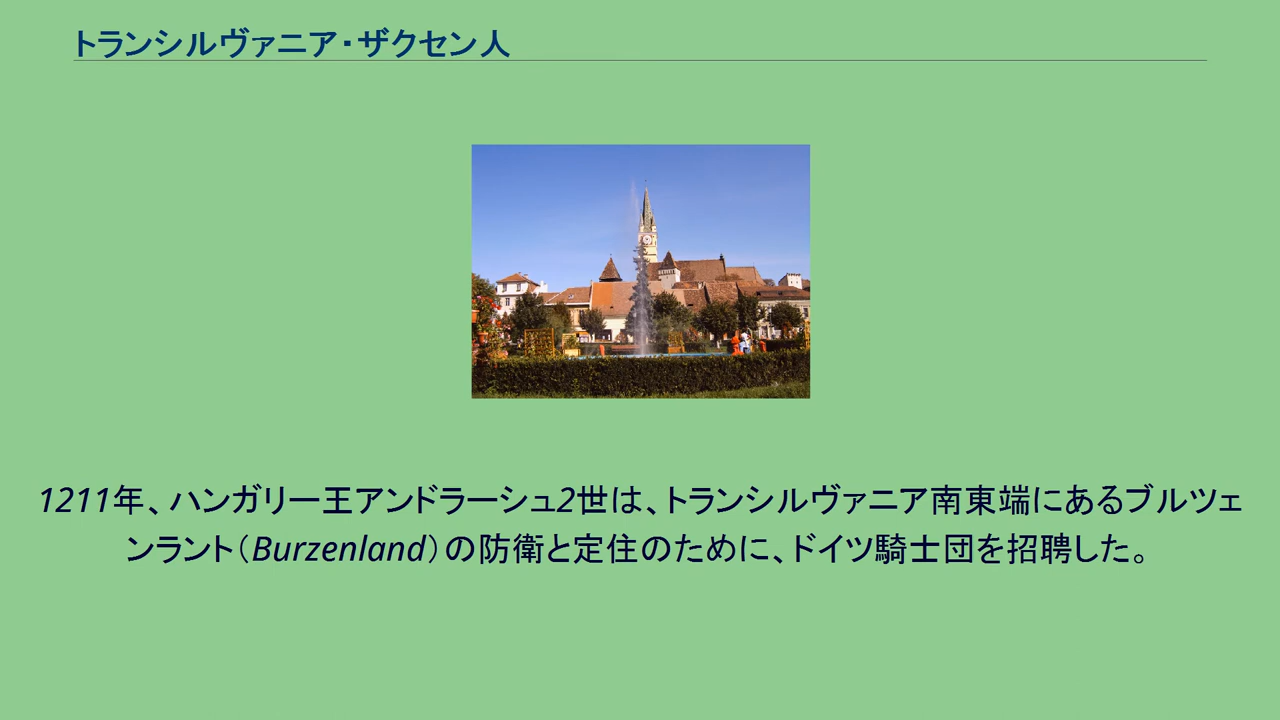 トランシルヴァニア・ザクセン人
1211年、ハンガリー王アンドラーシュ2世は、トランシルヴァニア南東端にあるブルツェ
ンラント（Burzenland）の防衛と定住のために、ドイツ騎士団を招聘した。